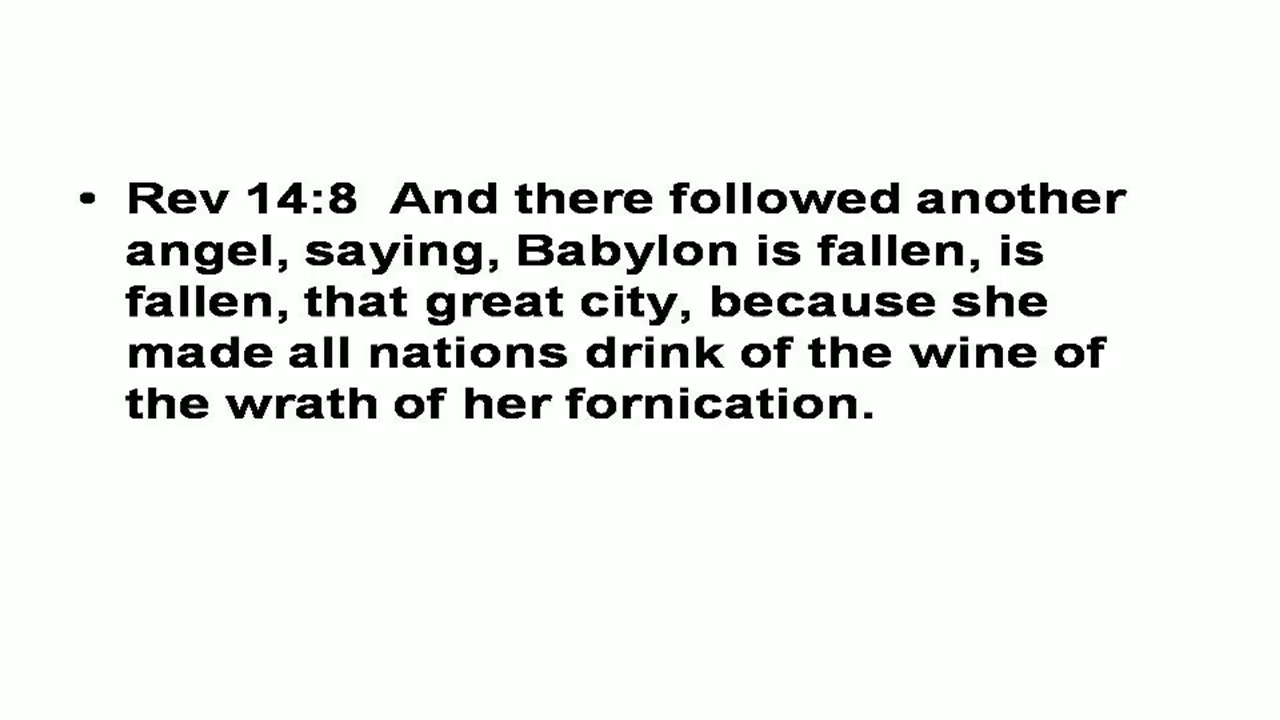 • Rev 14:8  And there followed another
angel, saying, Babylon is fallen, is
fallen, that great city, because she
made all nations drink of the wine of
the wrath of her fornication.